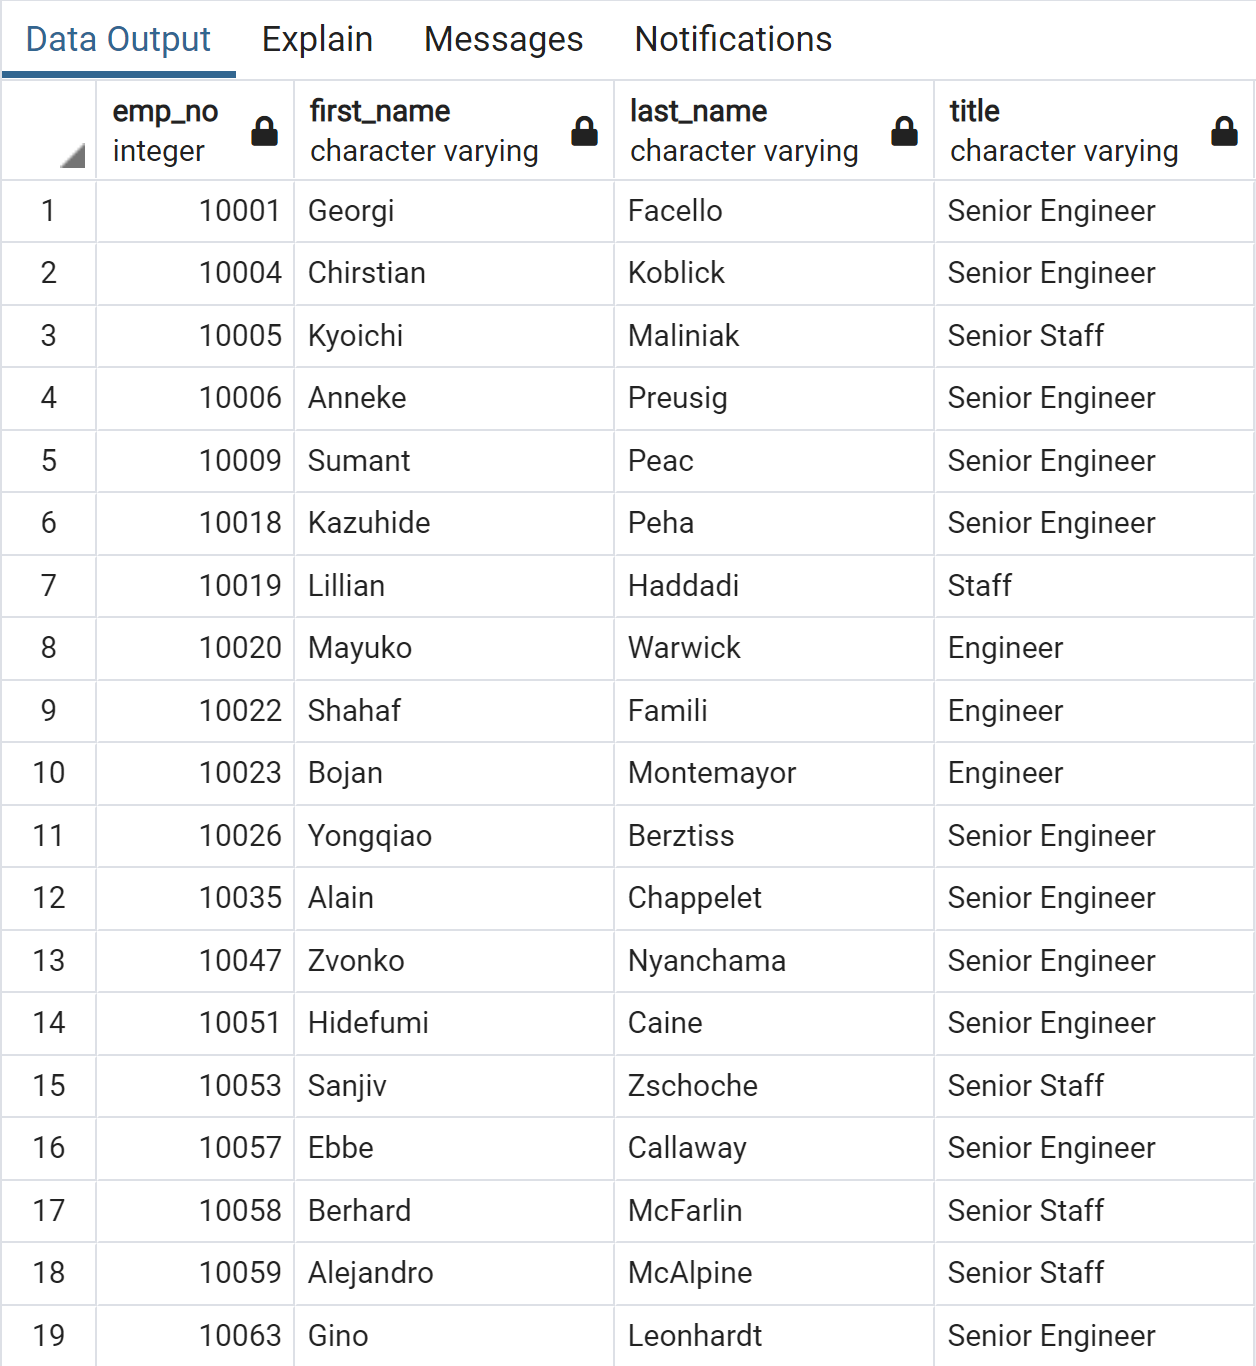 Data Output Explain Messages Notifications
emp_no first_name last_name title
integer character varying character varying character varying
1 10001 Georgi Facello Senior Engineer
2 10004 Chirstian Koblick Senior Engineer
3 10005 Kyoichi Maliniak Senior Staff
4 10006 Anneke Preusig Senior Engineer
5 10009 Sumant Peac Senior Engineer
6 10018 Kazuhide Peha Senior Engineer
7 10019 Lillian Haddadi Staff
8 10020 Mayuko Warwick Engineer
9 10022 Shahaf Famili Engineer
10 10023 Bojan Montemayor Engineer
11 10026 Yongqiao Berztiss Senior Engineer
12 10035 Alain Chappelet Senior Engineer
13 10047 Zvonko Nyanchama Senior Engineer
14 10051 Hidefumi Caine Senior Engineer
15 10053 Sanjiv Zschoche Senior Staff
16 10057 Ebbe Callaway Senior Engineer
17 10058 Berhard McFarlin Senior Staff
18 10059 Alejandro McAlpine Senior Staff
19 10063 Gino Leonhardt Senior Engineer